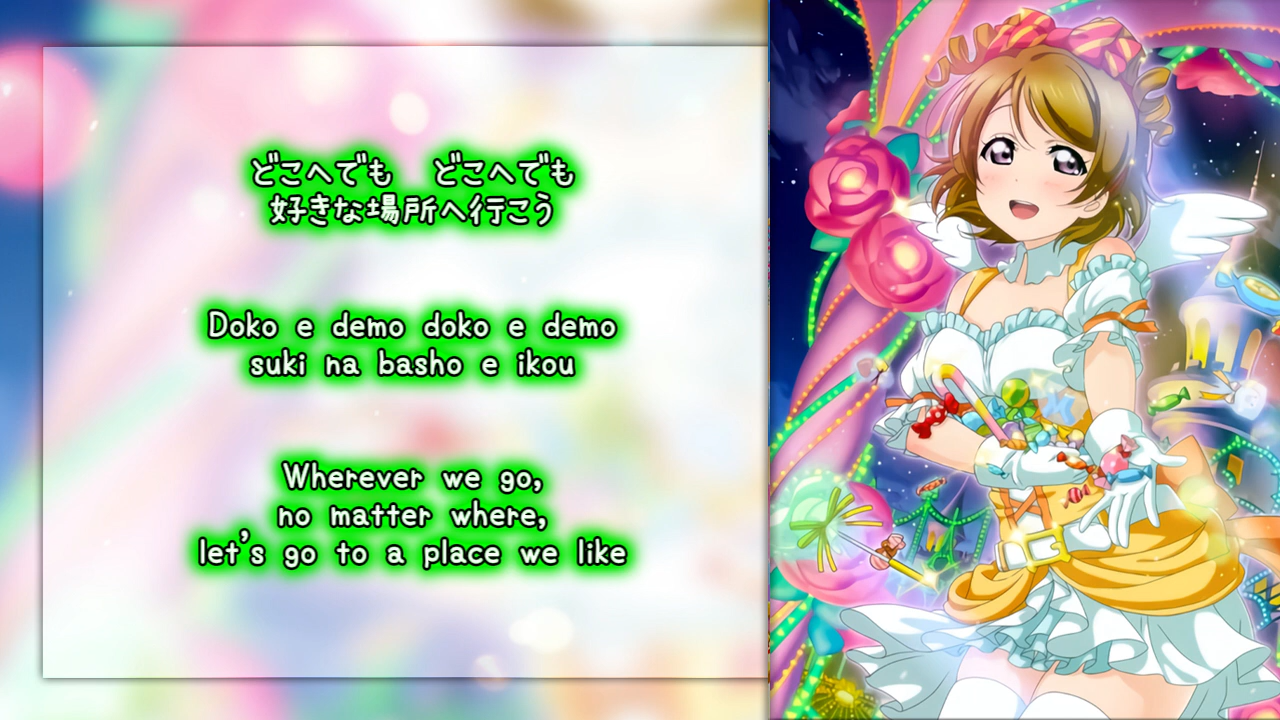 どこへでも どこへでも
好きな場所へ行こう
Doko e demo doko e demo
suki na basho e ikou
Wherever we go,
no matter where,
let's go to a place we like